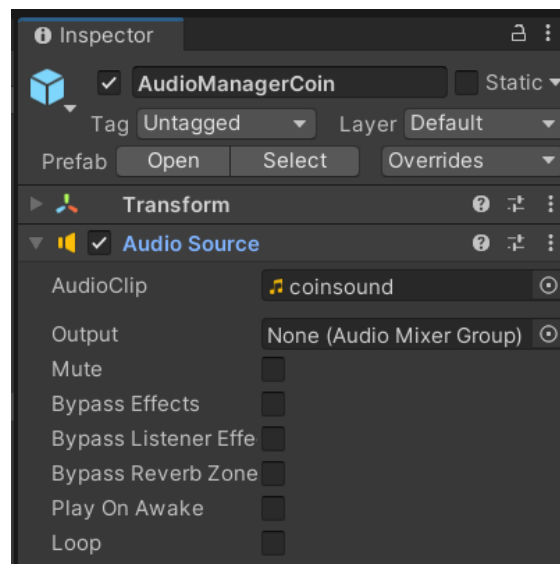 Inspector
AudioManagerCoin Static
Tag Untagged Layer Default
Prefab Open Select Overrides
Transform
Audio Source
AudioClip coinsound
Output None (Audio Mixer Group)
Mute
Bypass Effects
Bypass Listener Effe
Bypass Reverb Zone
Play On Awake
Loop